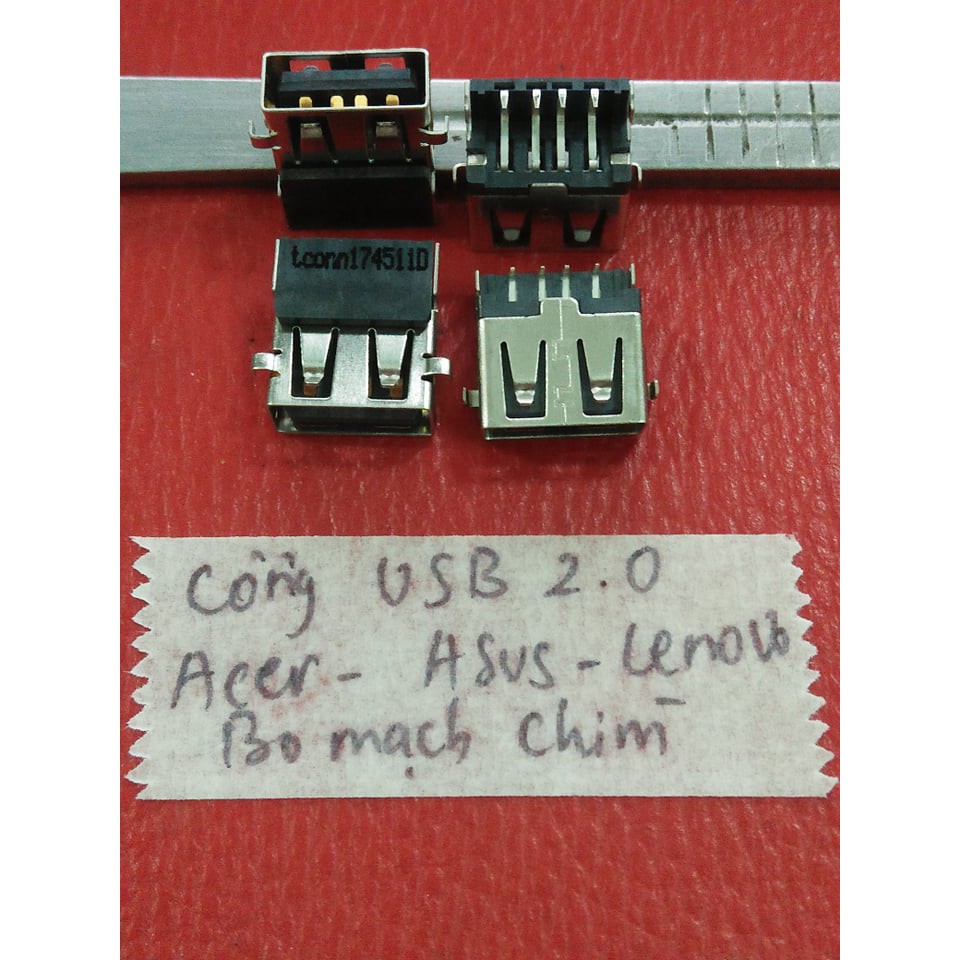 tconn174511D
Cổng USB 2.0
Acer - ASUS - Lenovo
Bo mạch chìm